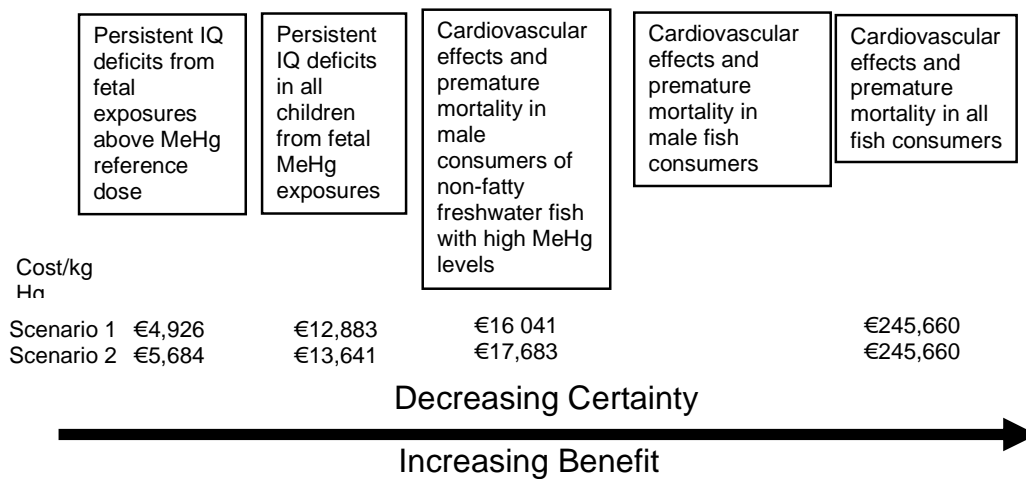 Persistent IQ
deficits from
fetal
exposures
above MeHg
reference
dose
Persistent
IQ deficits
in all
children
from fetal
MeHg
exposures
Cardiovascular
effects and
premature
mortality in
male
consumers of
non-fatty
freshwater fish
with high MeHg
levels
Cardiovascular
effects and
premature
mortality in
male fish
consumers
Cardiovascular
effects and
premature
mortality in all
fish consumers
Cost/kg
Hg
Scenario 1 €4,926 €12,883 €16 041 €245,660
Scenario 2 €5,684 €13,641 €17,683 €245,660
Decreasing Certainty
Increasing Benefit